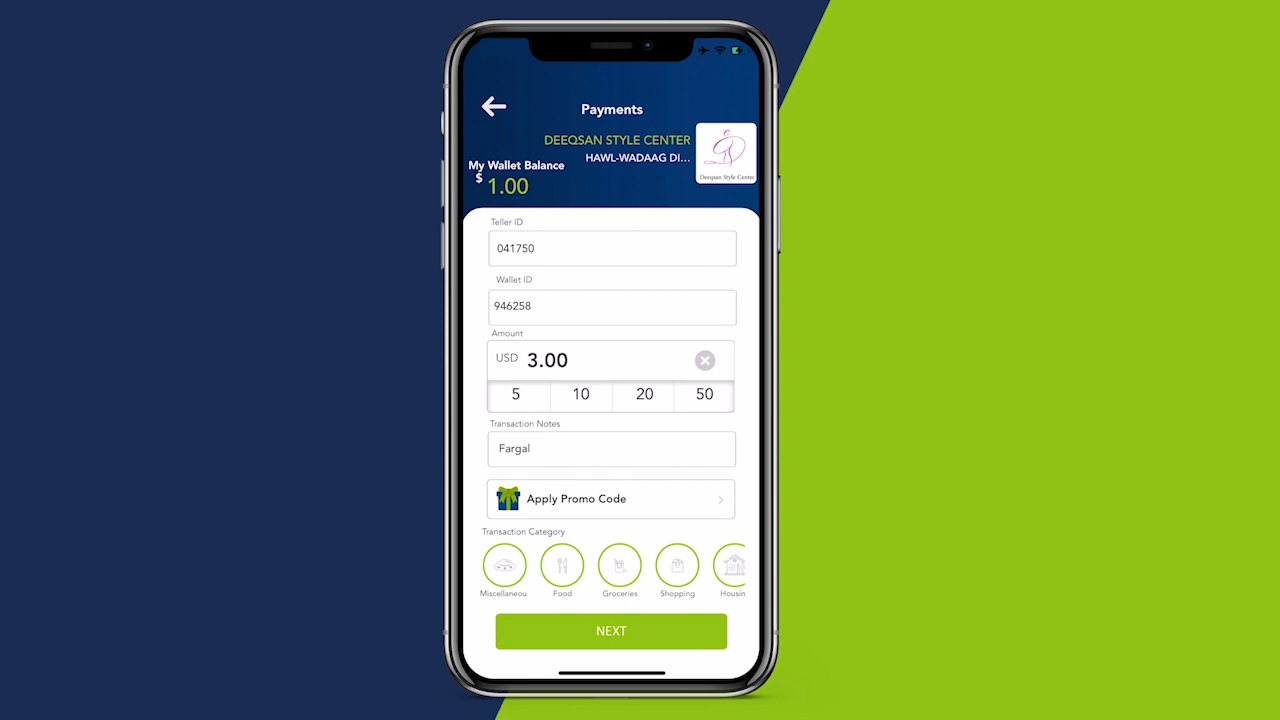 Payments
DEEQSAN STYLE CENTER
HAWL-WADAAG DI...
Deeqsan Style Center
My Wallet Balance
$ 1.00
Teller ID
041750
Wallet ID
946258
Amount
USD 3.00
5 10 20 50
Transaction Notes
Fargal
Apply Promo Code
Transaction Category
Miscellaneou Food Groceries Shopping Housin
NEXT